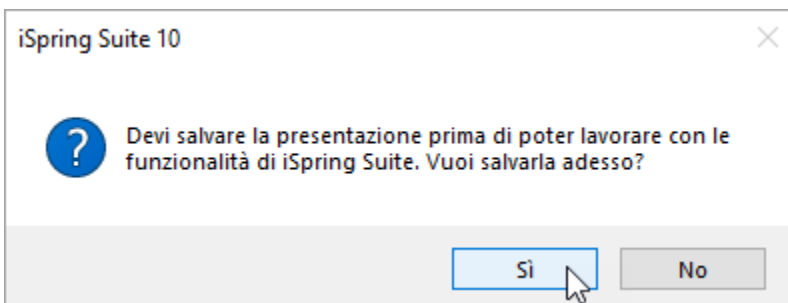 iSpring Suite 10
Devi salvare la presentazione prima di poter lavorare con le
funzionalità di iSpring Suite. Vuoi salvarla adesso?
Sì
No